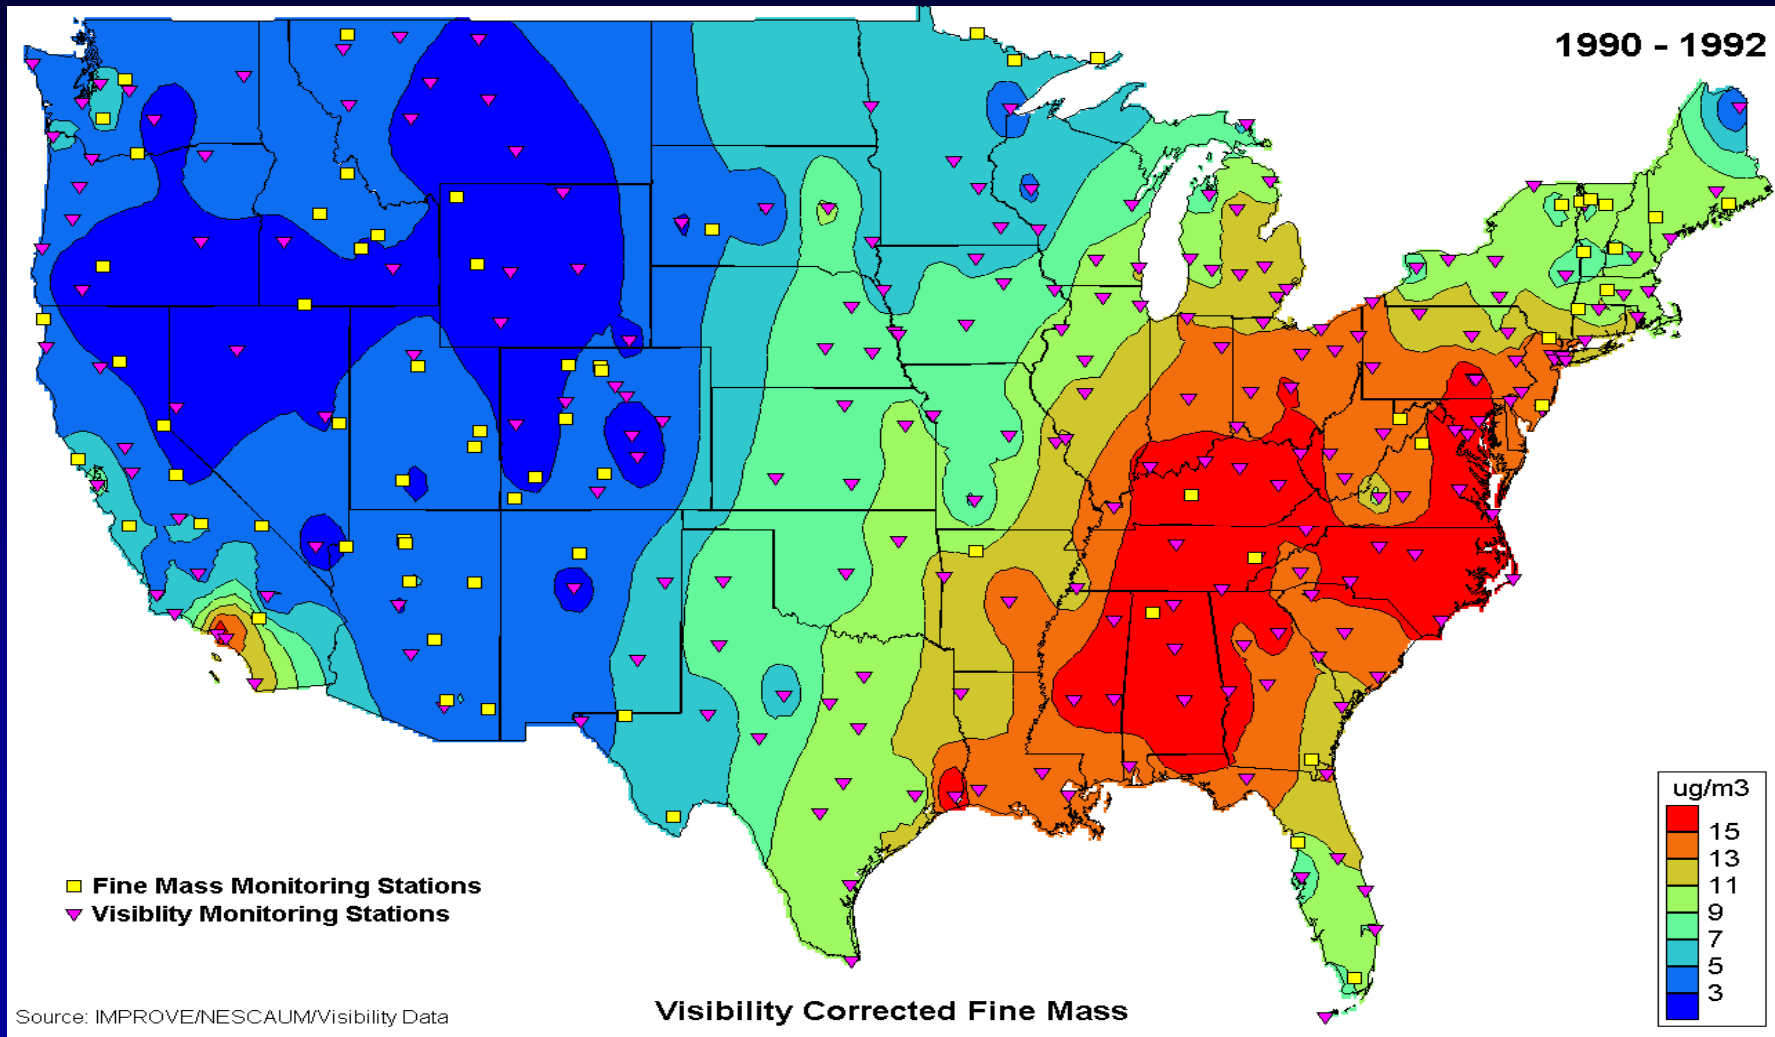 1990 - 1992
ug/m3
15
13
11
9
7
5
3
Fine Mass Monitoring Stations
Visiblity Monitoring Stations
Source: IMPROVE/NESCAUM/Visibility Data
Visibility Corrected Fine Mass